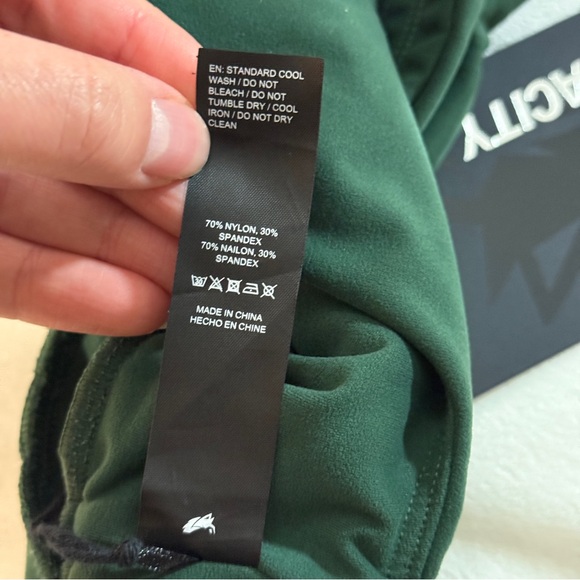 EN: STANDARD COOL
WASH / DO NOT
BLEACH / DO NOT
TUMBLE DRY / COOL
IRON / DO NOT DRY
CLEAN
70% NYLON, 30%
SPANDEX
70% NAILON, 30%
SPANDEX
MADE IN CHINA
HECHO EN CHINE
ACITY